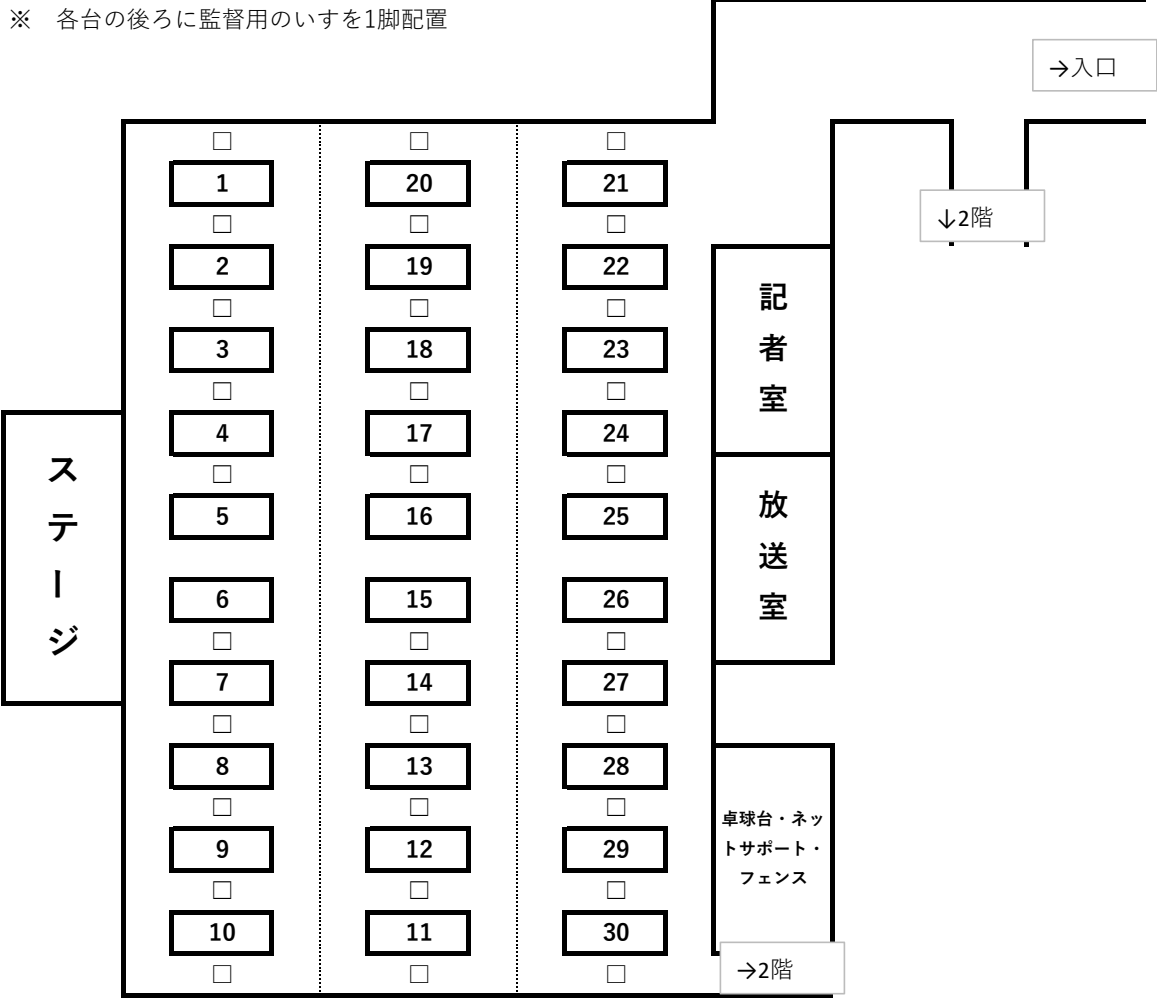 ※　各台の後ろに監督用のいすを1脚配置
→入口
↓2階
1 20 21
2 19 22
3 18 23
4 17 24
5 16 25
6 15 26
7 14 27
8 13 28
9 12 29
10 11 30
ステージ
記者室
放送室
卓球台・ネッ
トサポート・
フェンス
→2階